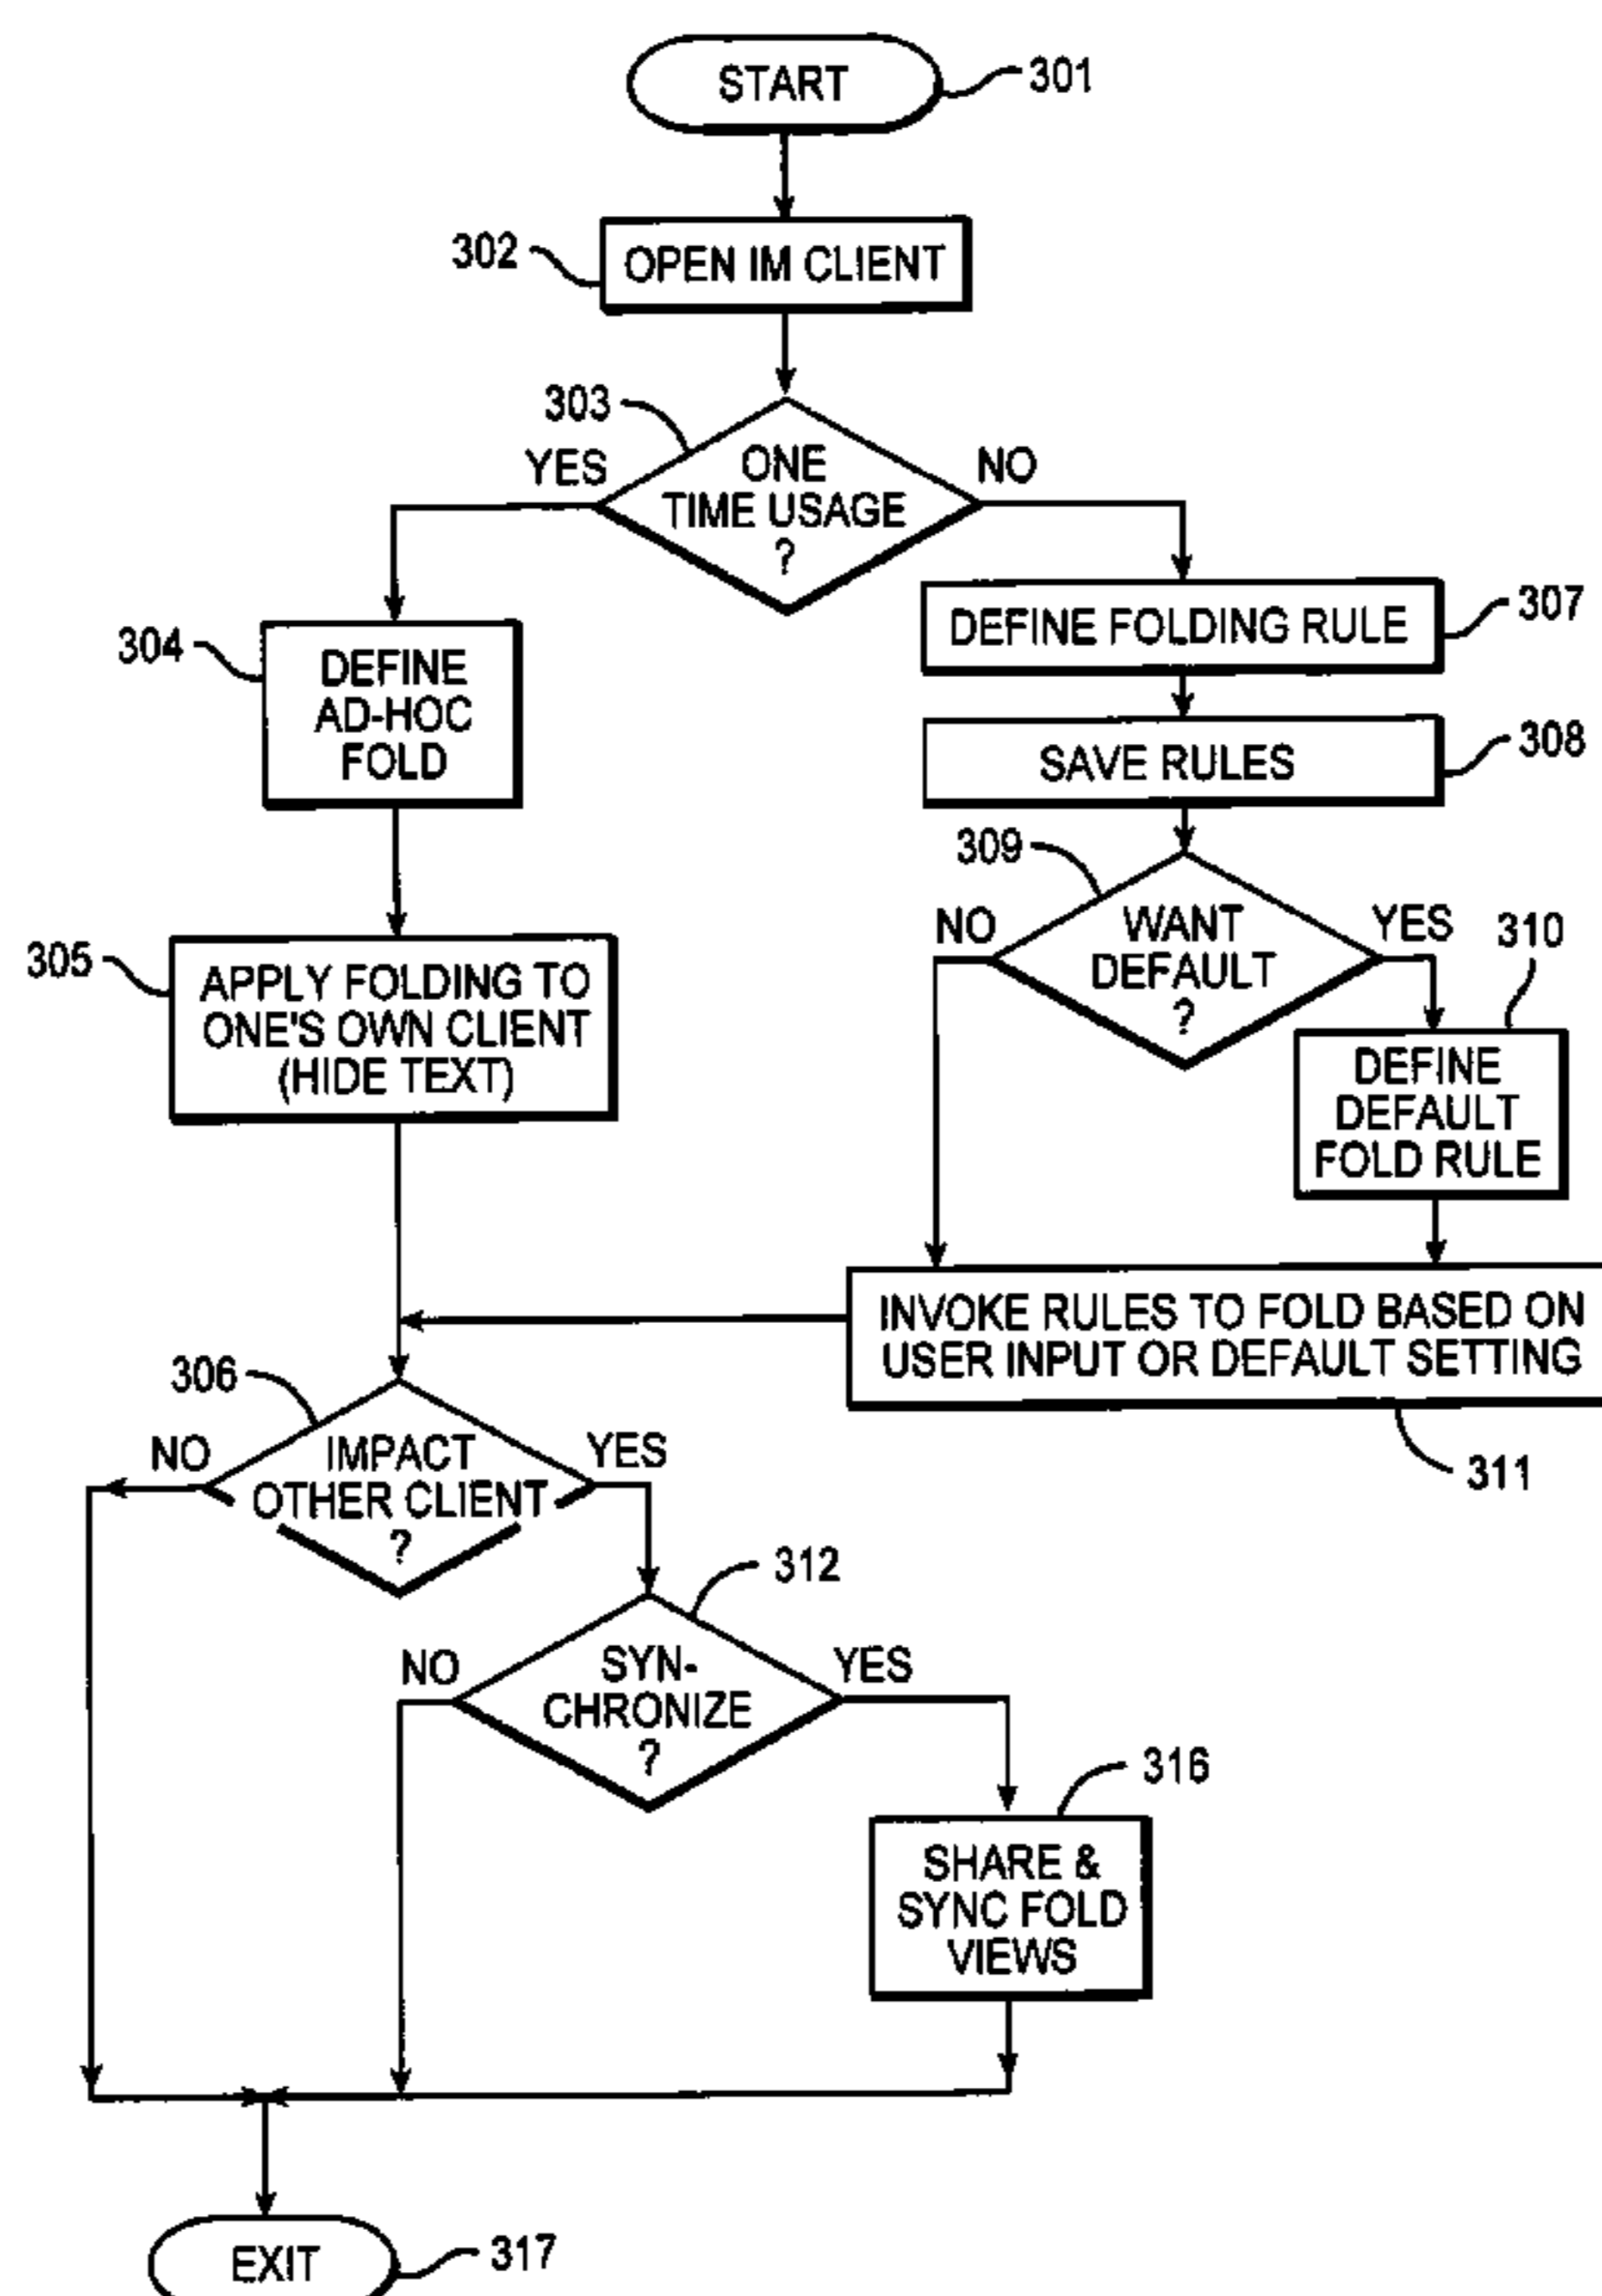 START
301
302
OPEN IM CLIENT
303
YES
ONE
TIME USAGE
?
NO
304
DEFINE
AD-HOC
FOLD
DEFINE FOLDING RULE
307
SAVE RULES
308
309
NO
WANT
DEFAULT
?
YES
310
305
APPLY FOLDING TO
ONE'S OWN CLIENT
(HIDE TEXT)
DEFINE
DEFAULT
FOLD RULE
INVOKE RULES TO FOLD BASED ON
USER INPUT OR DEFAULT SETTING
311
306
NO
IMPACT
OTHER CLIENT
?
YES
312
NO
SYN-
CHRONIZE
?
YES
316
SHARE &
SYNC FOLD
VIEWS
EXIT
317